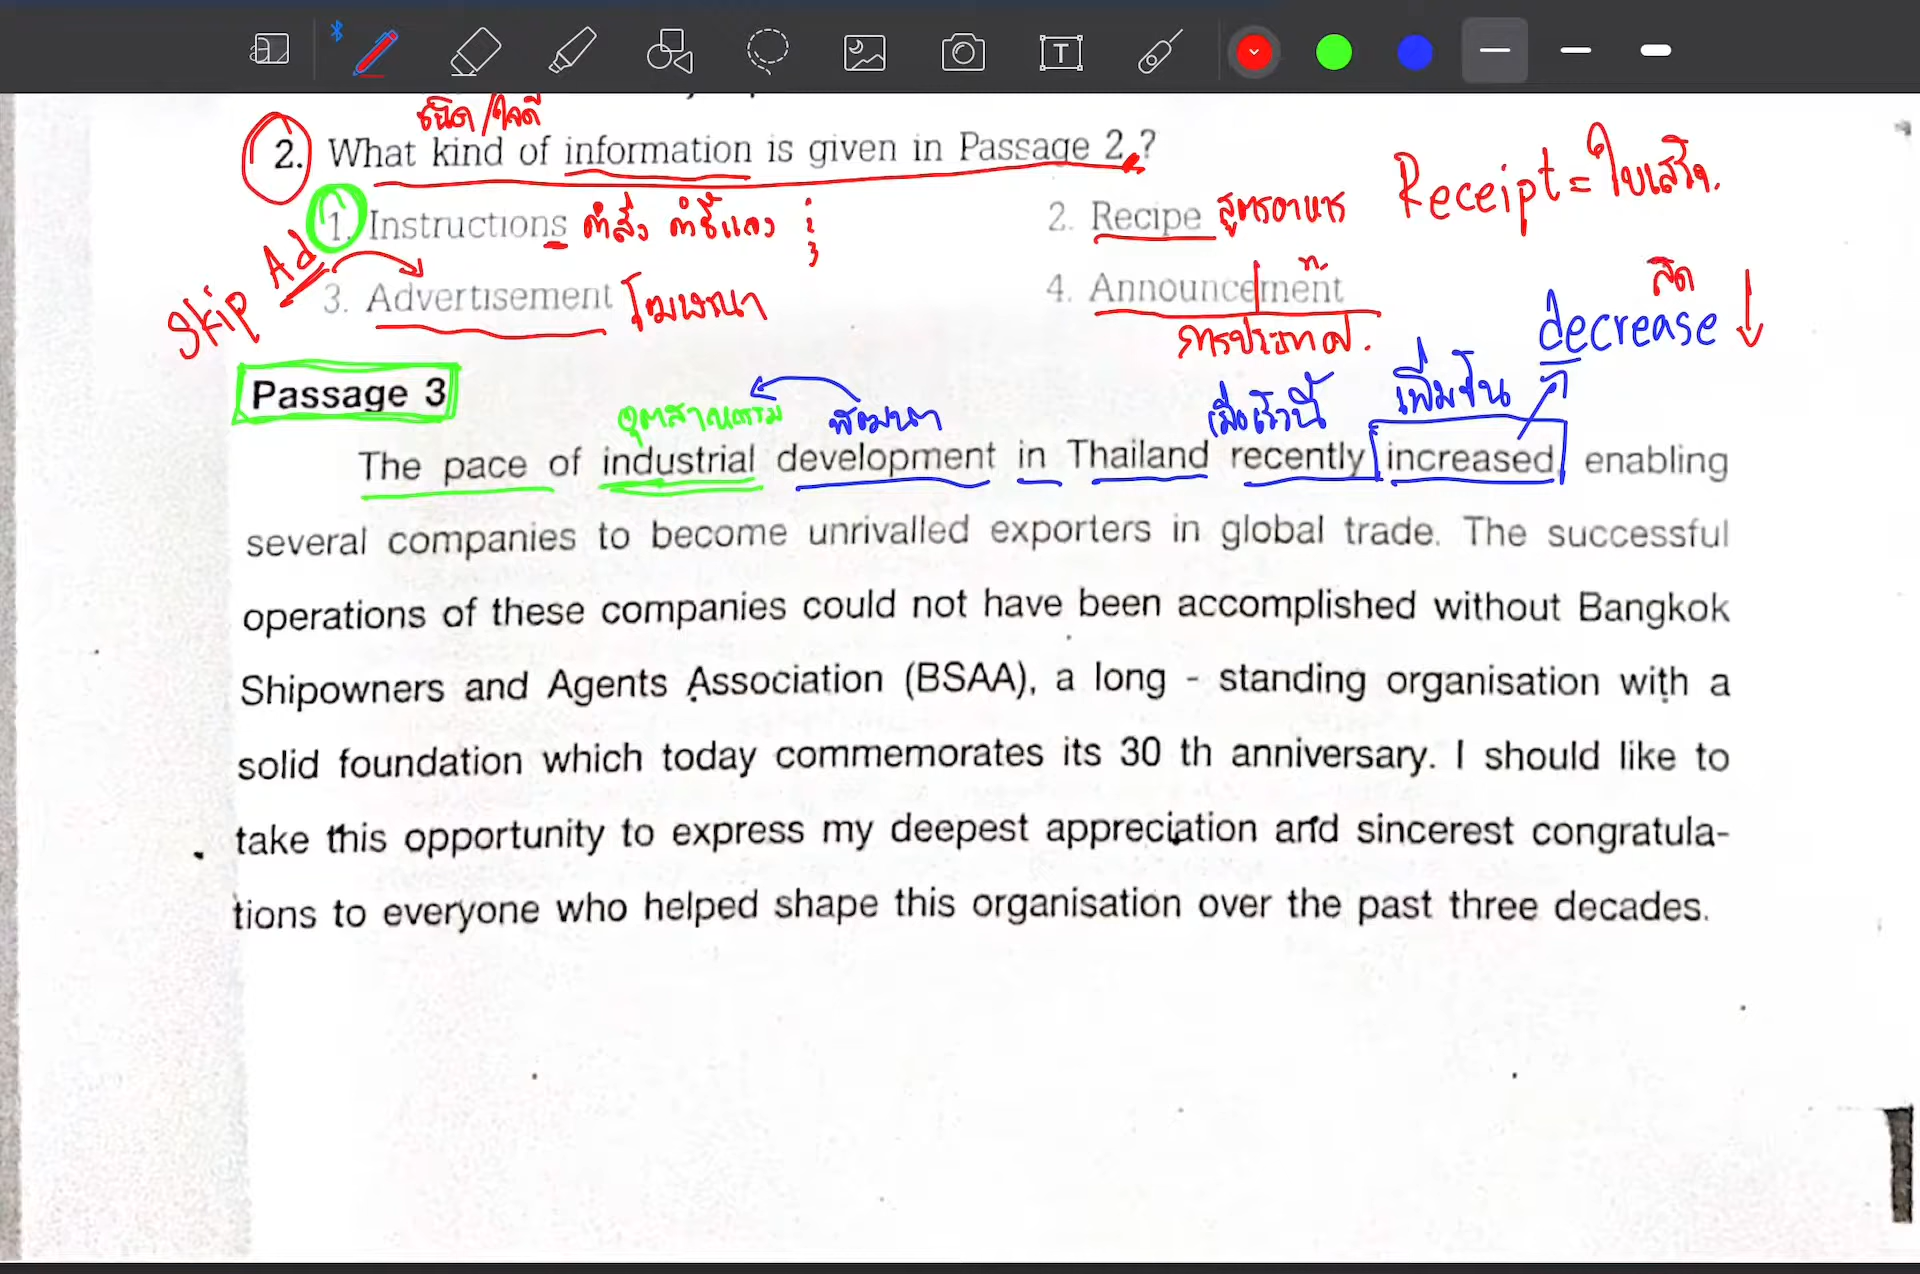 ชนิด/ใจดี
2. What kind of information is given in Passage 2 ?
1. Instructions คำสั่ง คำชี้แจง
2. Recipe สูตรอาหาร Receipt = ใบเสร็จ.
Skip Ad
3. Advertisement โฆษณา
4. Announcement n.
การประกาศ.
ลด
decrease
Passage 3
อุตสาหกรรม พัฒนา เมื่อเร็วๆนี้ เพิ่มขึ้น
The pace of industrial development in Thailand recently increased, enabling
several companies to become unrivalled exporters in global trade. The successful
operations of these companies could not have been accomplished without Bangkok
Shipowners and Agents Association (BSAA), a long - standing organisation with a
solid foundation which today commemorates its 30 th anniversary. I should like to
take this opportunity to express my deepest appreciation and sincerest congratula-
tions to everyone who helped shape this organisation over the past three decades.